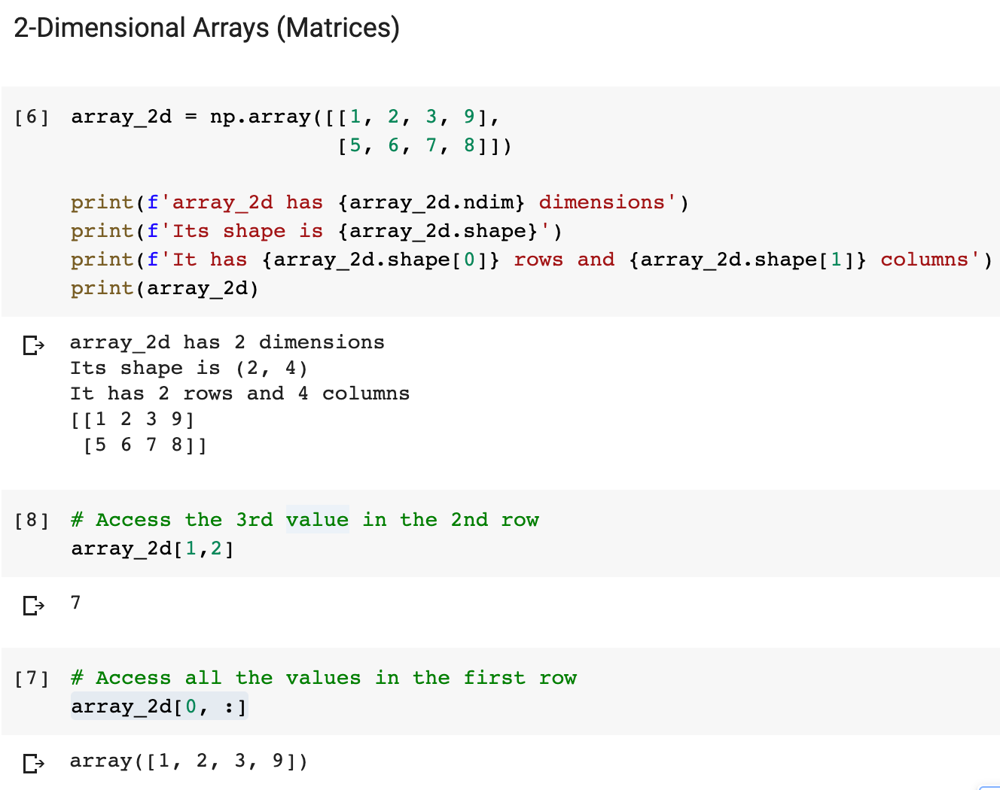 2-Dimensional Arrays (Matrices)
[6] array_2d = np.array([[1, 2, 3, 9],
                     [5, 6, 7, 8]])
print(f'array_2d has {array_2d.ndim} dimensions')
print(f'Its shape is {array_2d.shape}')
print(f'It has {array_2d.shape[0]} rows and {array_2d.shape[1]} columns')
print(array_2d)
array_2d has 2 dimensions
Its shape is (2, 4)
It has 2 rows and 4 columns
[[1 2 3 9]
 [5 6 7 8]]
[8] # Access the 3rd value in the 2nd row
array_2d[1,2]
7
[7] # Access all the values in the first row
array_2d[0, :]
array([1, 2, 3, 9])